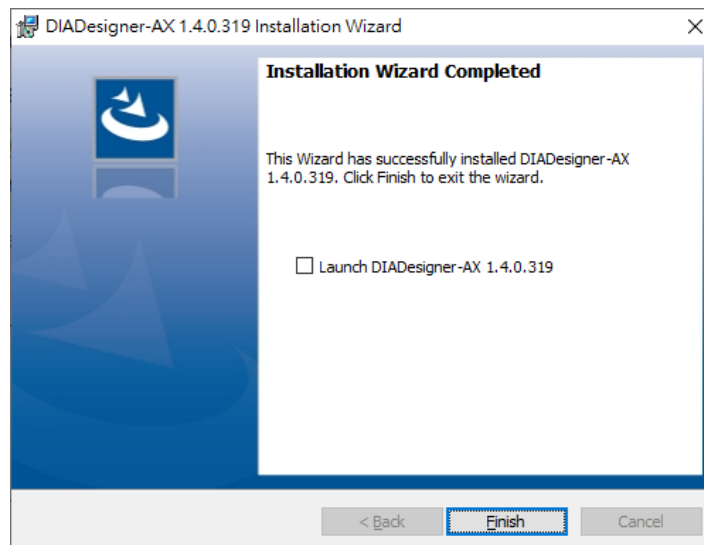 DIADesigner-AX 1.4.0.319 Installation Wizard
Installation Wizard Completed
This Wizard has successfully installed DIADesigner-AX
1.4.0.319. Click Finish to exit the wizard.
Launch DIADesigner-AX 1.4.0.319
< Back Finish Cancel